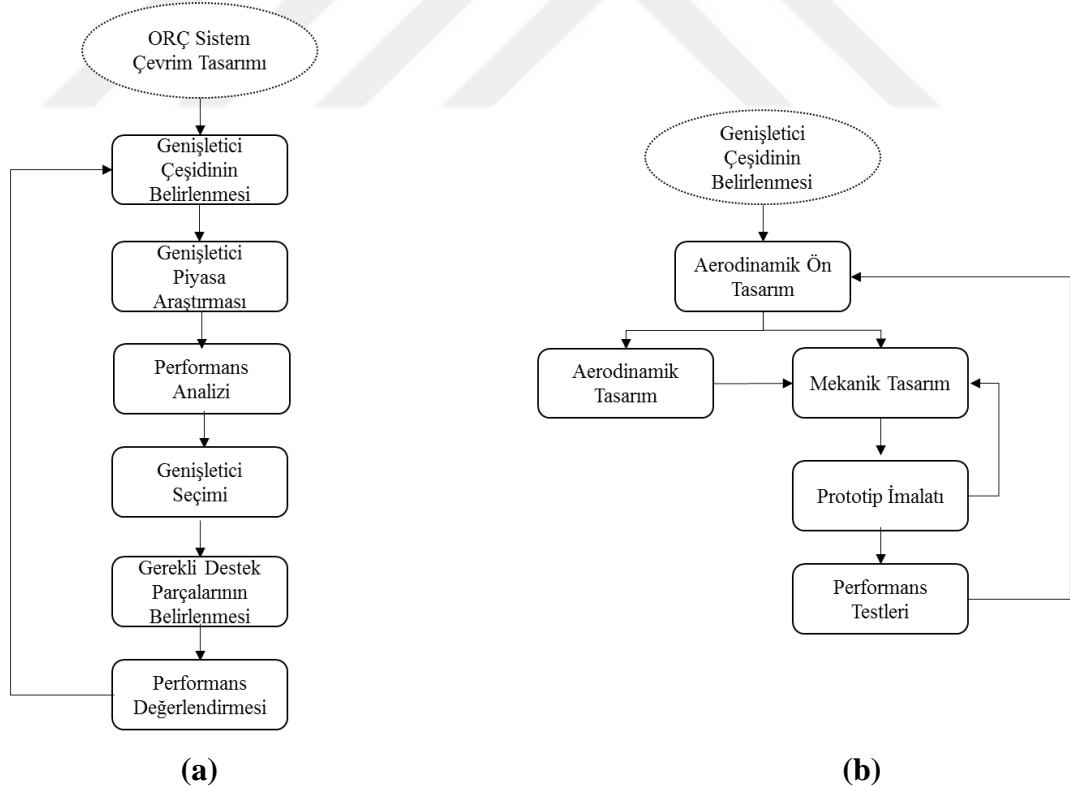 ORÇ Sistem
Çevrim Tasarımı
Genişletici
Çeşidinin
Belirlenmesi
Genişletici
Piyasa
Araştırması
Performans
Analizi
Genişletici
Seçimi
Gerekli Destek
Parçalarının
Belirlenmesi
Performans
Değerlendirmesi
(a)
Genişletici
Çeşidinin
Belirlenmesi
Aerodinamik Ön
Tasarım
Aerodinamik
Tasarım
Mekanik Tasarım
Prototip İmalatı
Performans
Testleri
(b)